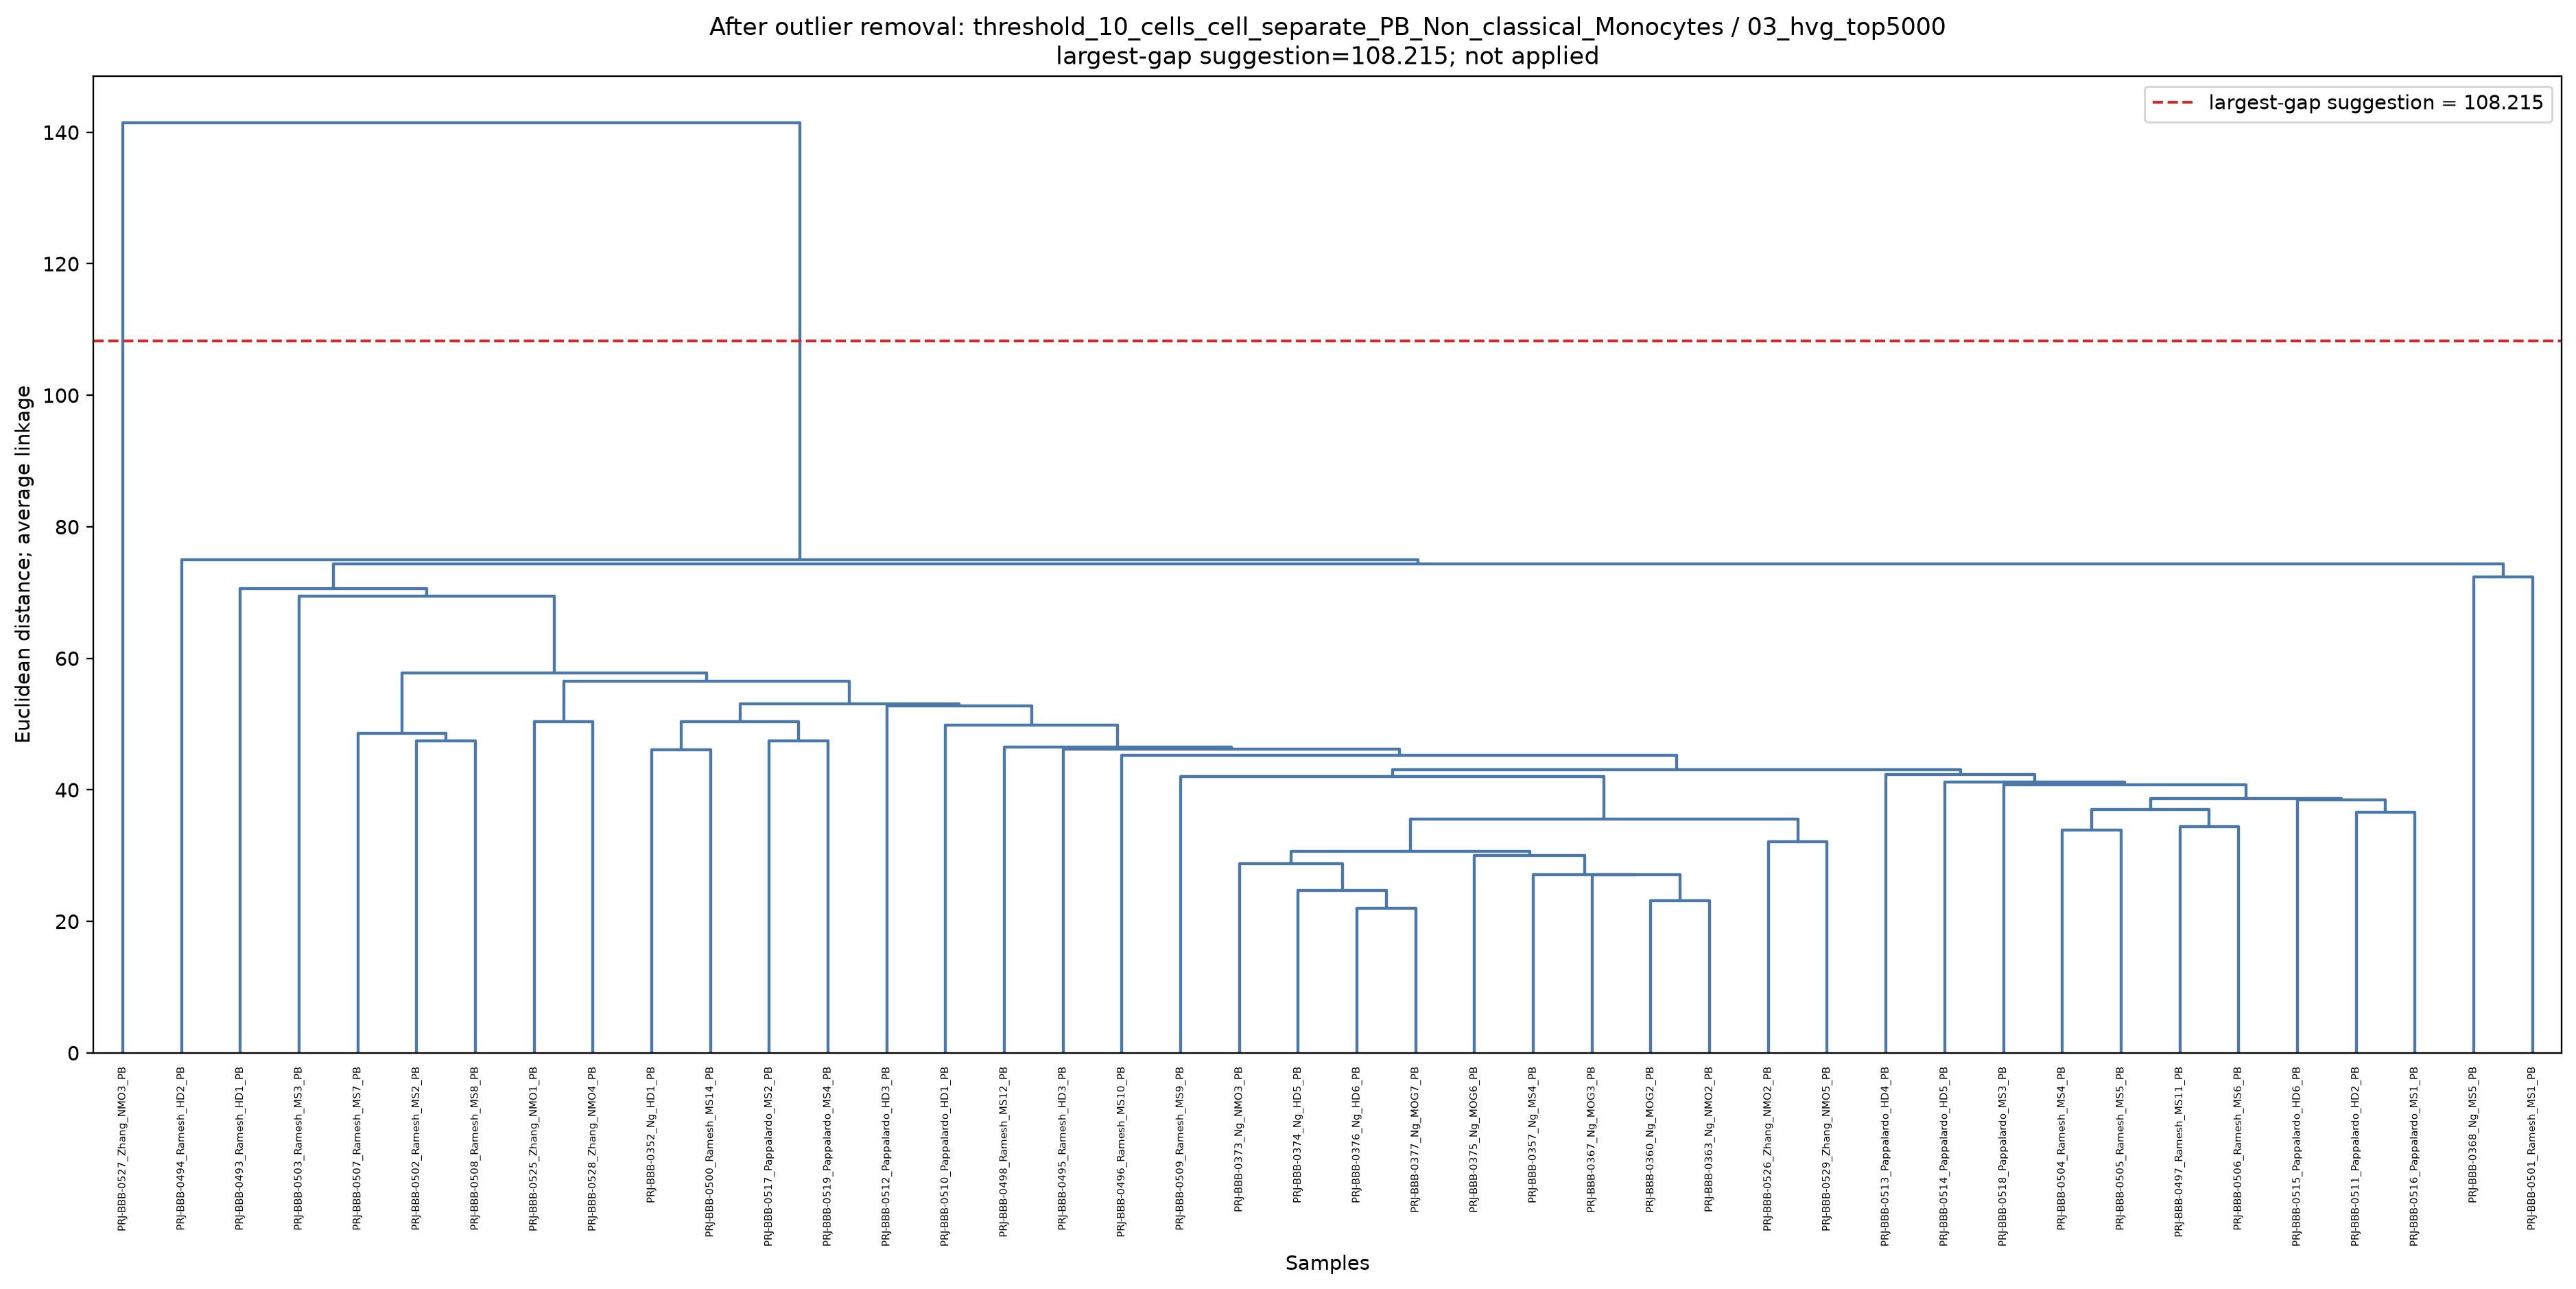 After outlier removal: threshold_10_cells_cell_separate_PB_Non_classical_Monocytes / 03_hvg_top5000
largest-gap suggestion=108.215; not applied
largest-gap suggestion = 108.215
Euclidean distance; average linkage
140
120
100
80
60
40
20
0
PRJ-BBB-0527_Zhang_NMO3_PB
PRJ-BBB-0494_Ramesh_HD2_PB
PRJ-BBB-0493_Ramesh_HD1_PB
PRJ-BBB-0503_Ramesh_MS3_PB
PRJ-BBB-0507_Ramesh_MS7_PB
PRJ-BBB-0502_Ramesh_MS2_PB
PRJ-BBB-0508_Ramesh_MS8_PB
PRJ-BBB-0525_Zhang_NMO1_PB
PRJ-BBB-0528_Zhang_NMO4_PB
PRJ-BBB-0352_Ng_HD1_PB
PRJ-BBB-0500_Ramesh_MS14_PB
PRJ-BBB-0517_Pappalardo_MS2_PB
PRJ-BBB-0519_Pappalardo_MS4_PB
PRJ-BBB-0512_Pappalardo_HD3_PB
PRJ-BBB-0510_Pappalardo_HD1_PB
PRJ-BBB-0498_Ramesh_MS12_PB
PRJ-BBB-0495_Ramesh_HD3_PB
PRJ-BBB-0496_Ramesh_MS10_PB
PRJ-BBB-0509_Ramesh_MS9_PB
PRJ-BBB-0373_Ng_NMO3_PB
PRJ-BBB-0374_Ng_HD5_PB
PRJ-BBB-0376_Ng_HD6_PB
PRJ-BBB-0377_Ng_MOG7_PB
PRJ-BBB-0375_Ng_MOG6_PB
PRJ-BBB-0357_Ng_MS4_PB
PRJ-BBB-0367_Ng_MOG3_PB
PRJ-BBB-0360_Ng_MOG2_PB
PRJ-BBB-0363_Ng_NMO2_PB
PRJ-BBB-0526_Zhang_NMO2_PB
PRJ-BBB-0529_Zhang_NMO5_PB
PRJ-BBB-0513_Pappalardo_HD4_PB
PRJ-BBB-0514_Pappalardo_HD5_PB
PRJ-BBB-0518_Pappalardo_MS3_PB
PRJ-BBB-0504_Ramesh_MS4_PB
PRJ-BBB-0505_Ramesh_MS5_PB
PRJ-BBB-0497_Ramesh_MS11_PB
PRJ-BBB-0506_Ramesh_MS6_PB
PRJ-BBB-0515_Pappalardo_HD6_PB
PRJ-BBB-0511_Pappalardo_HD2_PB
PRJ-BBB-0516_Pappalardo_MS1_PB
PRJ-BBB-0368_Ng_MS5_PB
PRJ-BBB-0501_Ramesh_MS1_PB
Samples